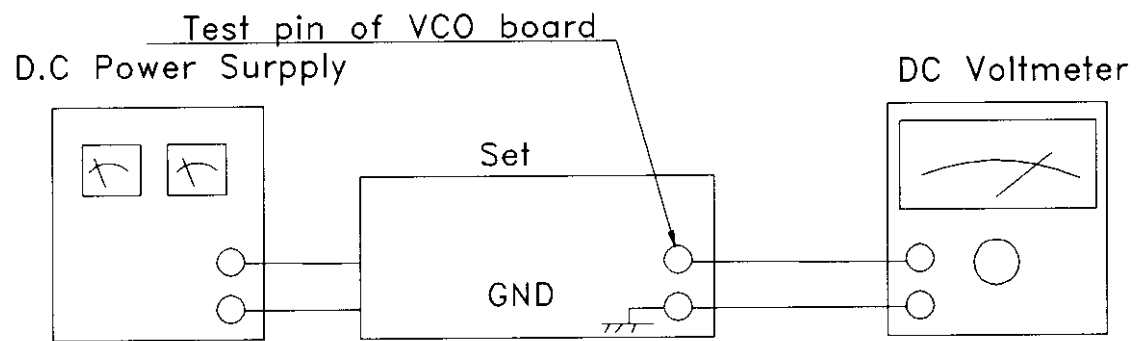 Test pin of VCO board
D.C Power Surpply
DC Voltmeter
Set
GND